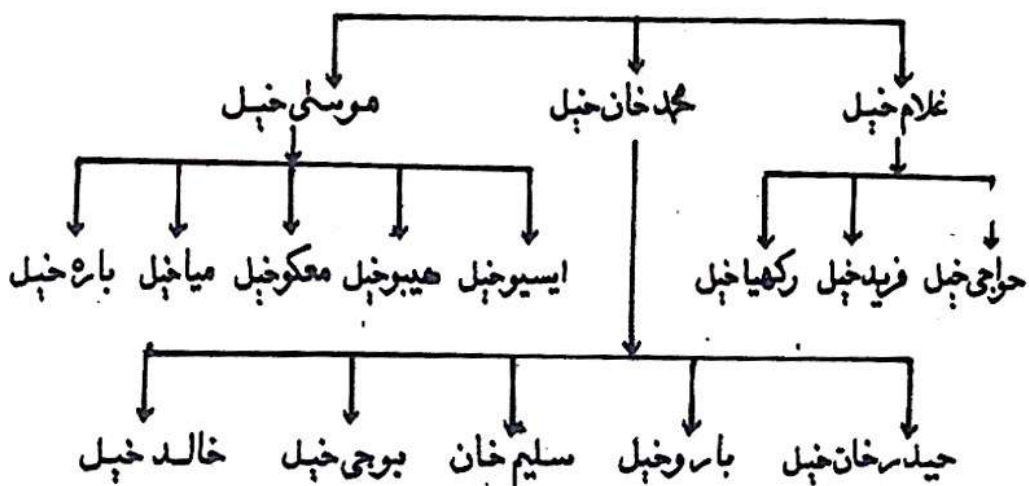 غلام خیل محمد خان خیل موسیٰ خیل
حواجی خیل فرید خیل رکھیا خیل ایسیو خیل ھیبو خیل معکو خیل میا خیل بارہ خیل
حیدر خان خیل بارو خیل سلیم خان بوجی خیل خالد خیل